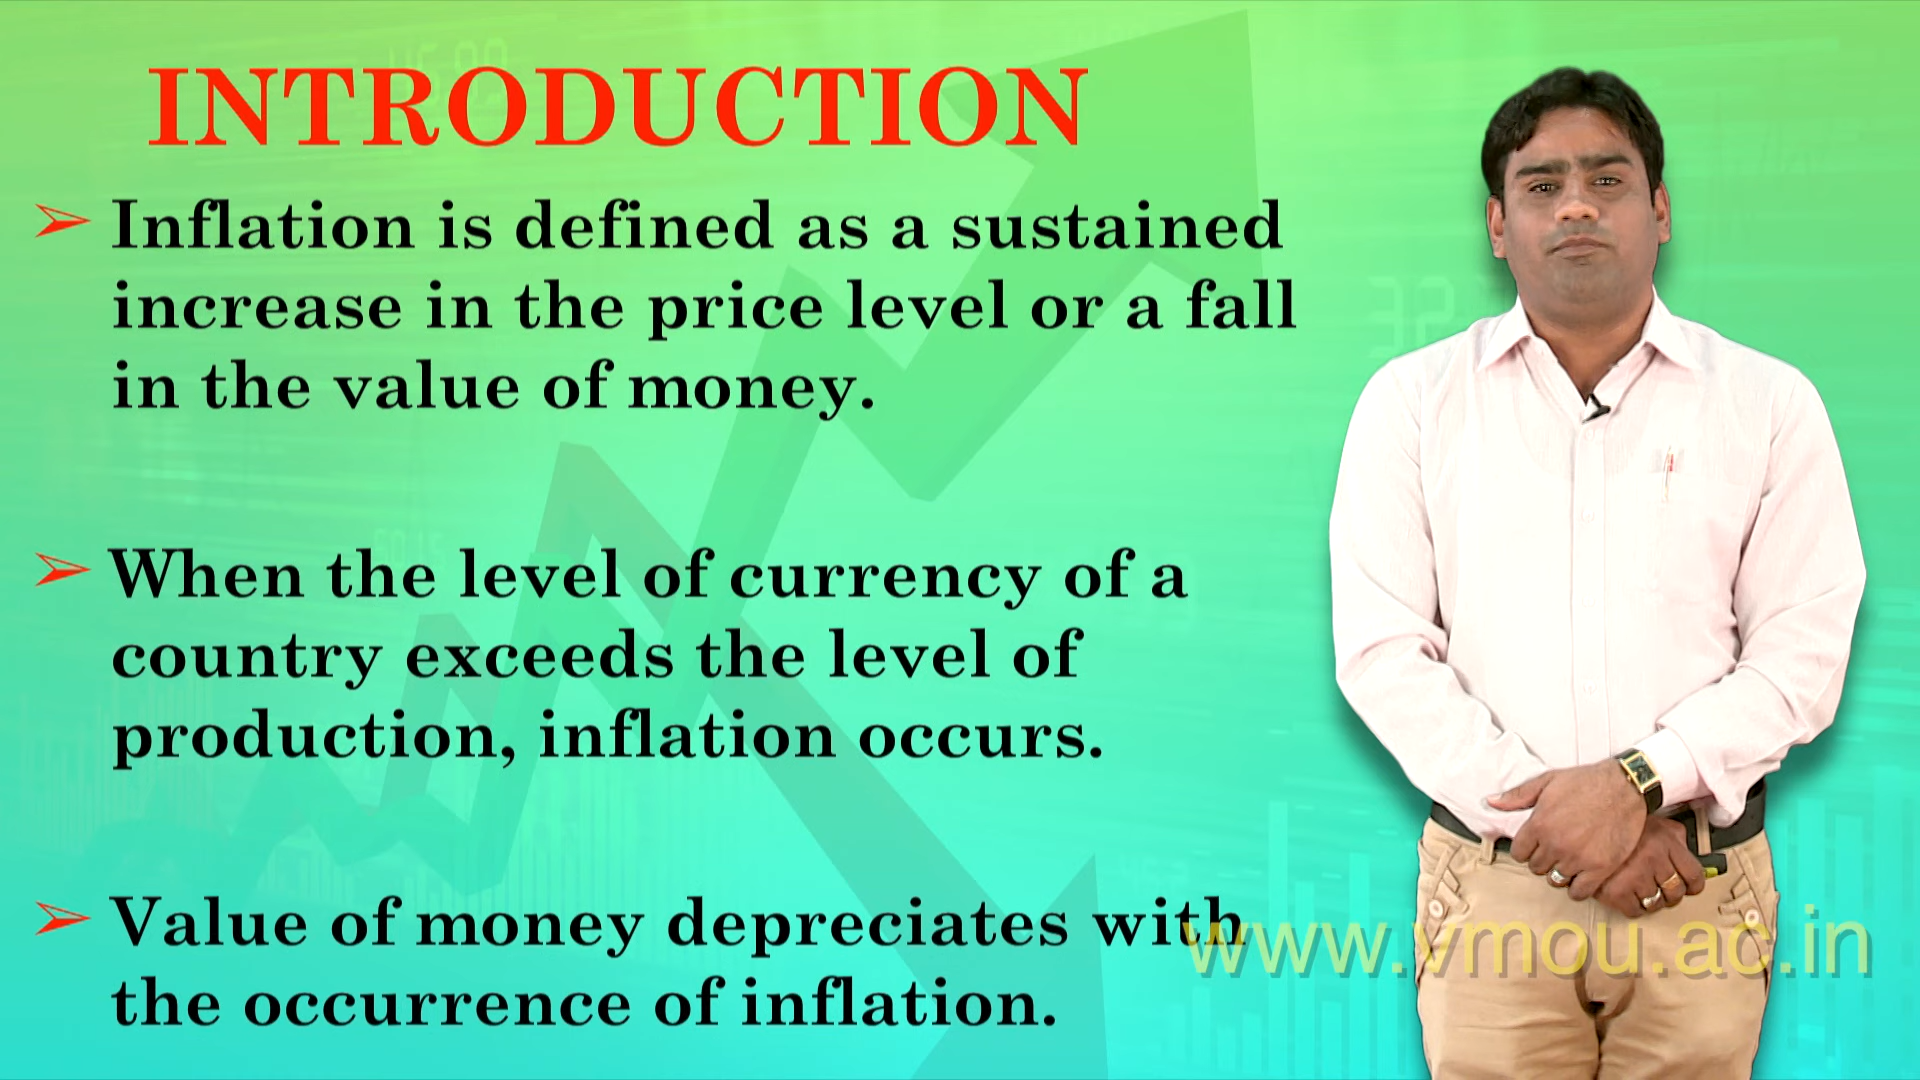 INTRODUCTION
➢ Inflation is defined as a sustained
increase in the price level or a fall
in the value of money.
➢ When the level of currency of a
country exceeds the level of
production, inflation occurs.
➢ Value of money depreciates with
the occurrence of inflation.
www.vmou.ac.in